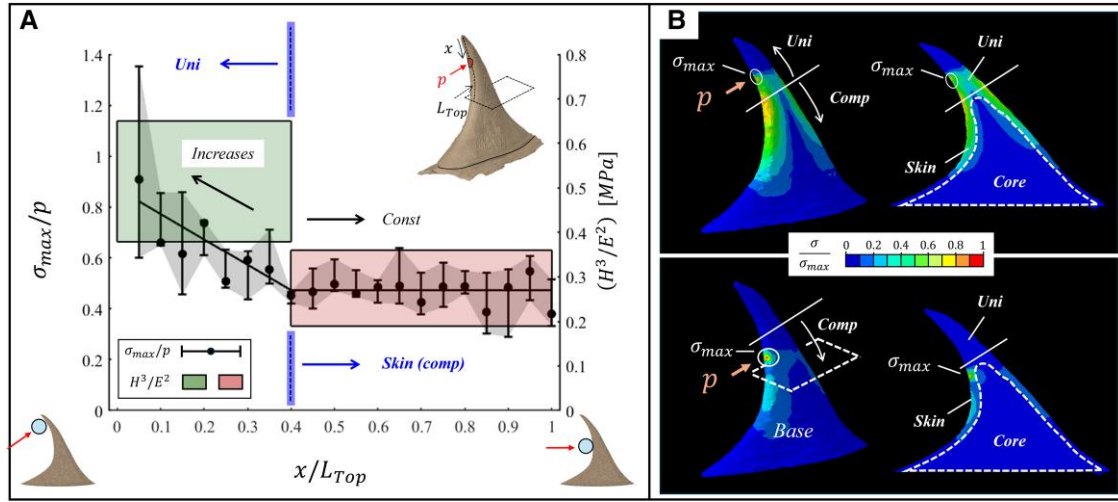 A
Uni
Increases
Const
Skin (comp)
x
p
L_Top
1.4
1.2
1
0.8
0.6
0.4
0.2
0
σ_max/p
0.8
0.7
0.6
0.5
0.4
0.3
0.2
0.1
0
(H³/E²) [MPa]
σ_max/p
H³/E²
0 0.1 0.2 0.3 0.4 0.5 0.6 0.7 0.8 0.9 1
x/L_Top
B
Uni
σ_max
p
Comp
Uni
σ_max
Skin
Core
σ/σ_max
0 0.2 0.4 0.6 0.8 1
Comp
σ_max
p
Base
Uni
σ_max
Skin
Core